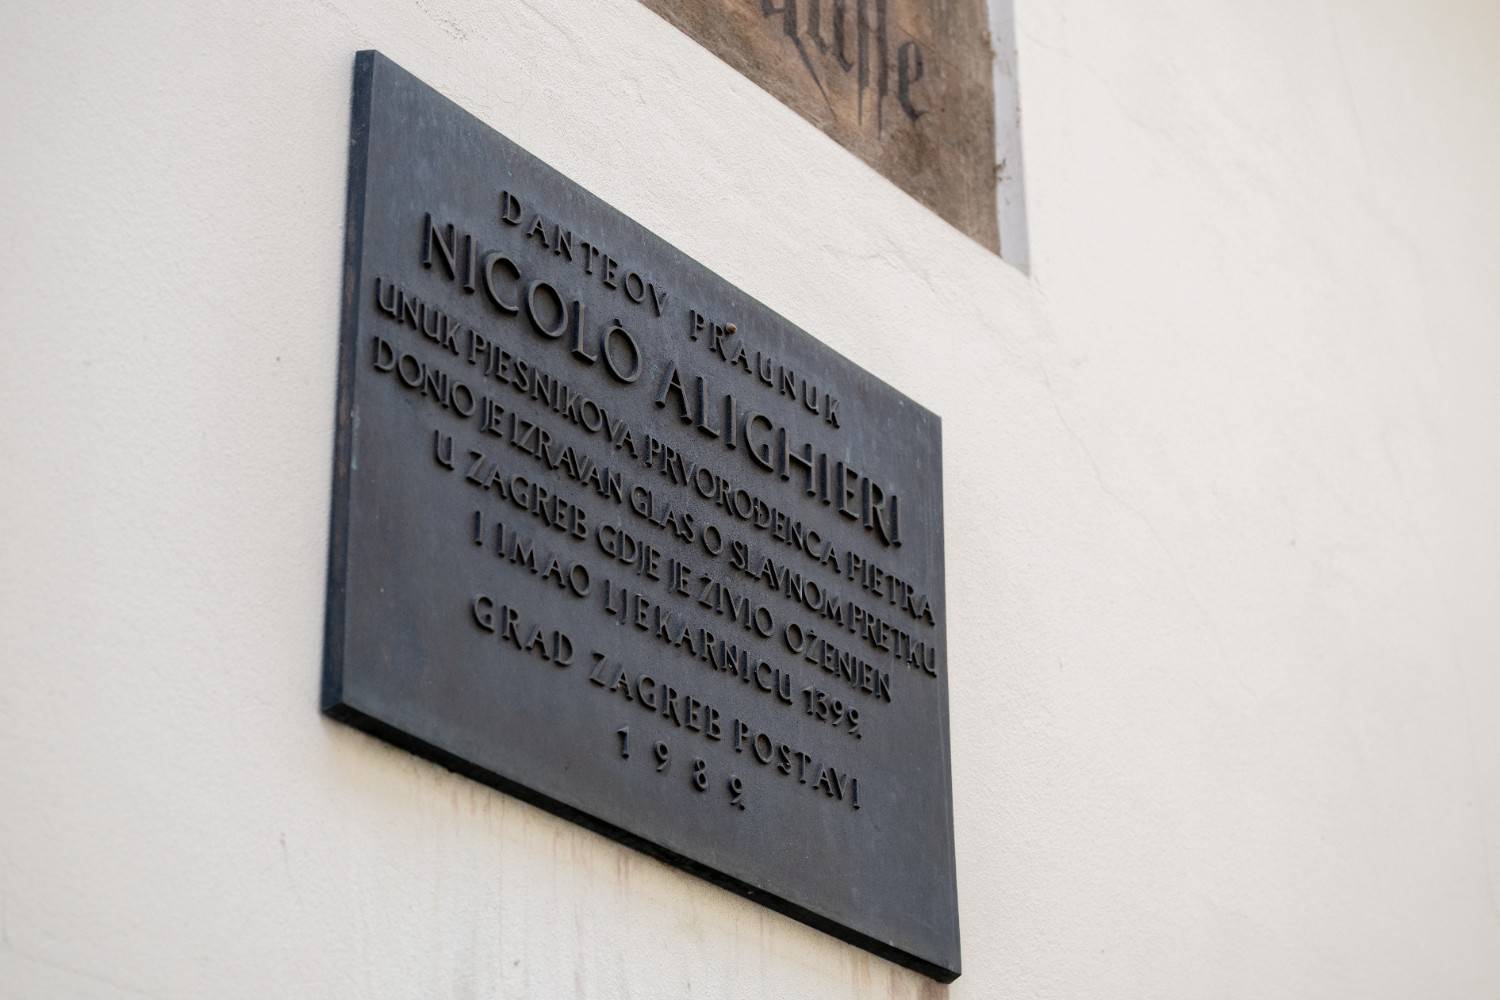 DANTEOV PRAUNUK
NICOLÒ ALIGHIERI
UNUK PJESNIKOVA PRVOROĐENCA PIETRA
DONIO JE IZRAVAN GLAS O SLAVNOM PRETKU
U ZAGREB GDJE JE ŽIVIO OŽENJEN
I IMAO LJEKARNICU 1399.
GRAD ZAGREB POSTAVI
1989.